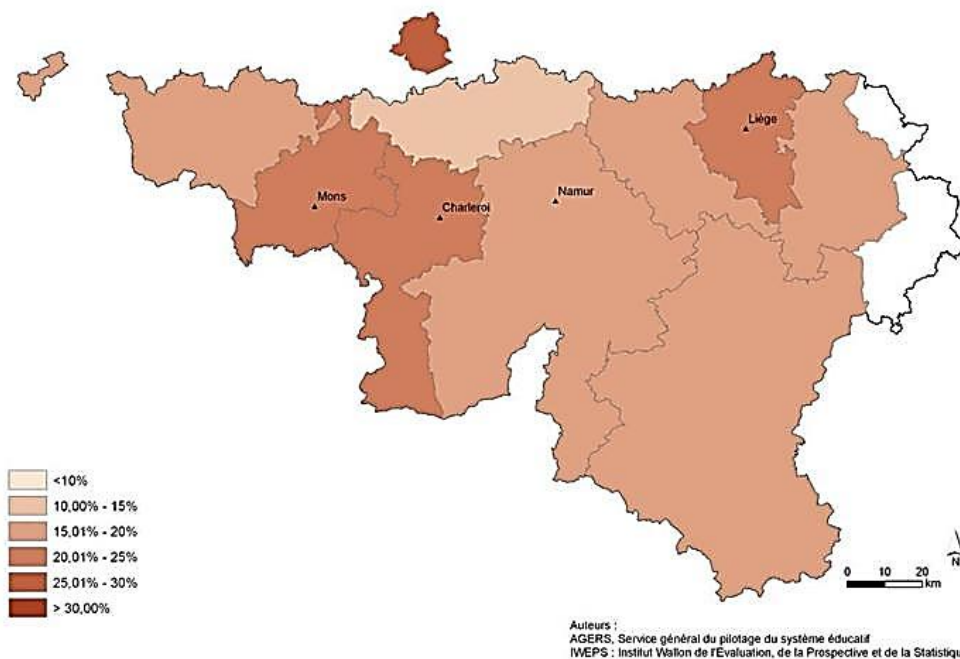 Liège
Mons
Charleroi
Namur
<10%
10,00% - 15%
15,01% - 20%
20,01% - 25%
25,01% - 30%
> 30,00%
N
0 10 20
km
Auteurs :
AGERS, Service général du pilotage du système éducatif
IWEPS : Institut Wallon de l'Évaluation, de la Prospective et de la Statistique